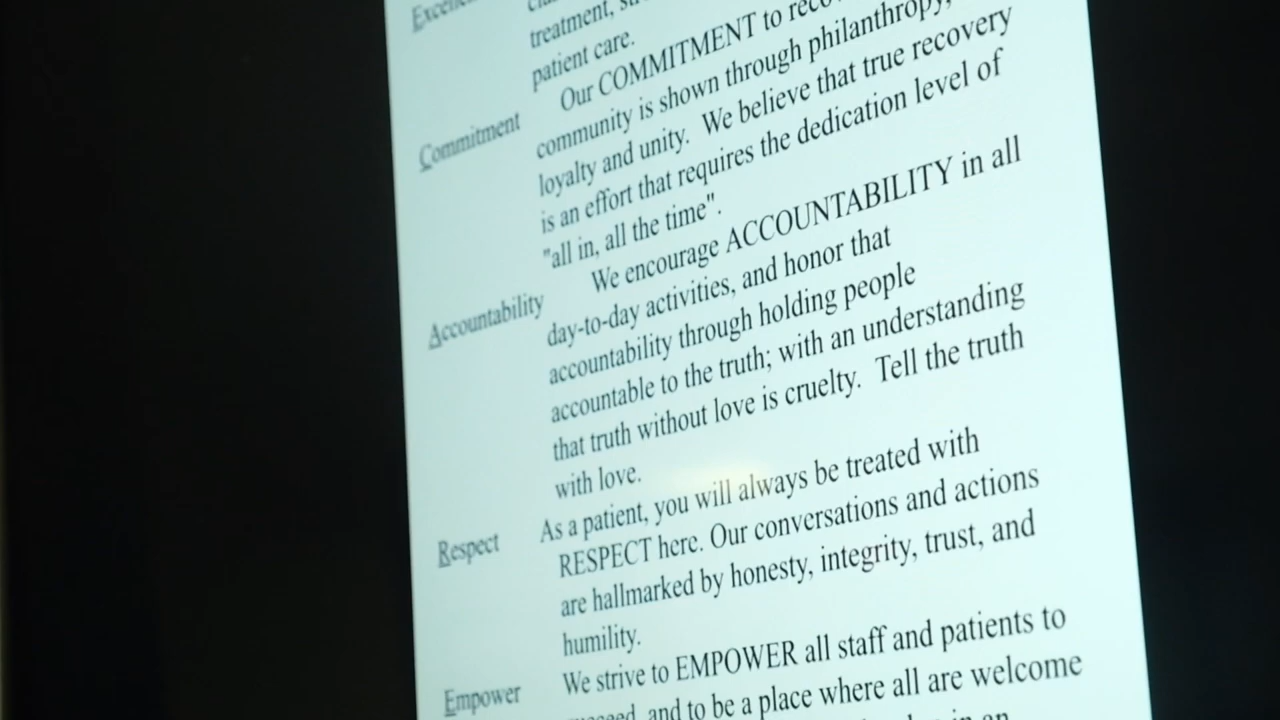 treatment,
patient care.
Commitment Our COMMITMENT to
community is shown through philanthropy,
loyalty and unity. We believe that true recovery
is an effort that requires the dedication level of
"all in, all the time".
Accountability We encourage ACCOUNTABILITY in all
day-to-day activities, and honor that
accountability through holding people
accountable to the truth; with an understanding
that truth without love is cruelty. Tell the truth
with love.
Respect As a patient, you will always be treated with
RESPECT here. Our conversations and actions
are hallmarked by honesty, integrity, trust, and
humility.
Empower We strive to EMPOWER all staff and patients to
and to be a place where all are welcome
in an